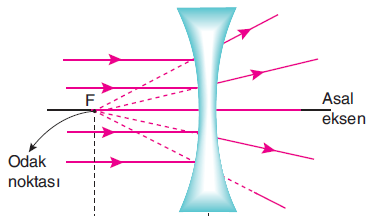 F
Asal
eksen
Odak
noktası